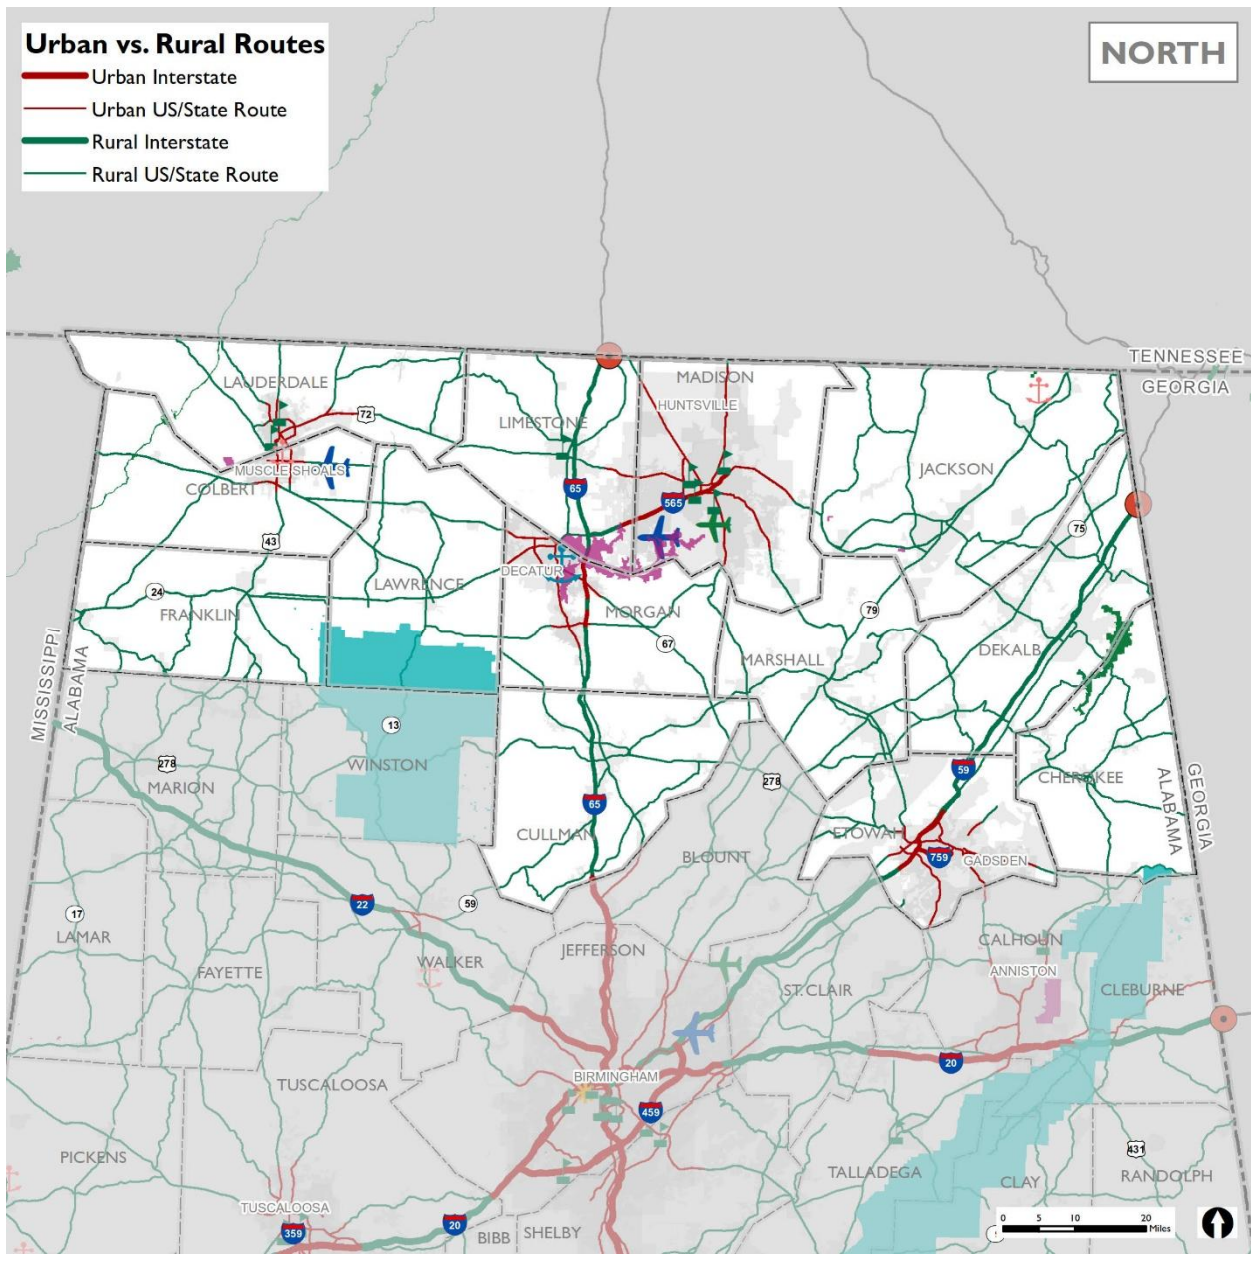 Urban vs. Rural Routes
Urban Interstate
Urban US/State Route
Rural Interstate
Rural US/State Route
NORTH
TENNESSEE
GEORGIA
MADISON
LAUDERDALE
HUNTSVILLE
72
LIMESTONE
MUSCLE SHOALS
JACKSON
COLBERT
65
565
75
43
DECATUR
LAWRENCE
24
FRANKLIN
MORGAN
79
67
DEKALB
MARSHALL
MISSISSIPPI
ALABAMA
13
278
WINSTON
MARION
59
278
CHEROKEE
GEORGIA
ALABAMA
65
CULLMAN
ETOWAH
BLOUNT
759
GADSDEN
22
59
17
LAMAR
JEFFERSON
CALHOUN
WALKER
FAYETTE
ANNISTON
ST. CLAIR
CLEBURNE
20
BIRMINGHAM
TUSCALOOSA
459
PICKENS
431
TALLADEGA
CLAY
RANDOLPH
TUSCALOOSA
359
20
BIBB
SHELBY
0 5 10 20
Miles